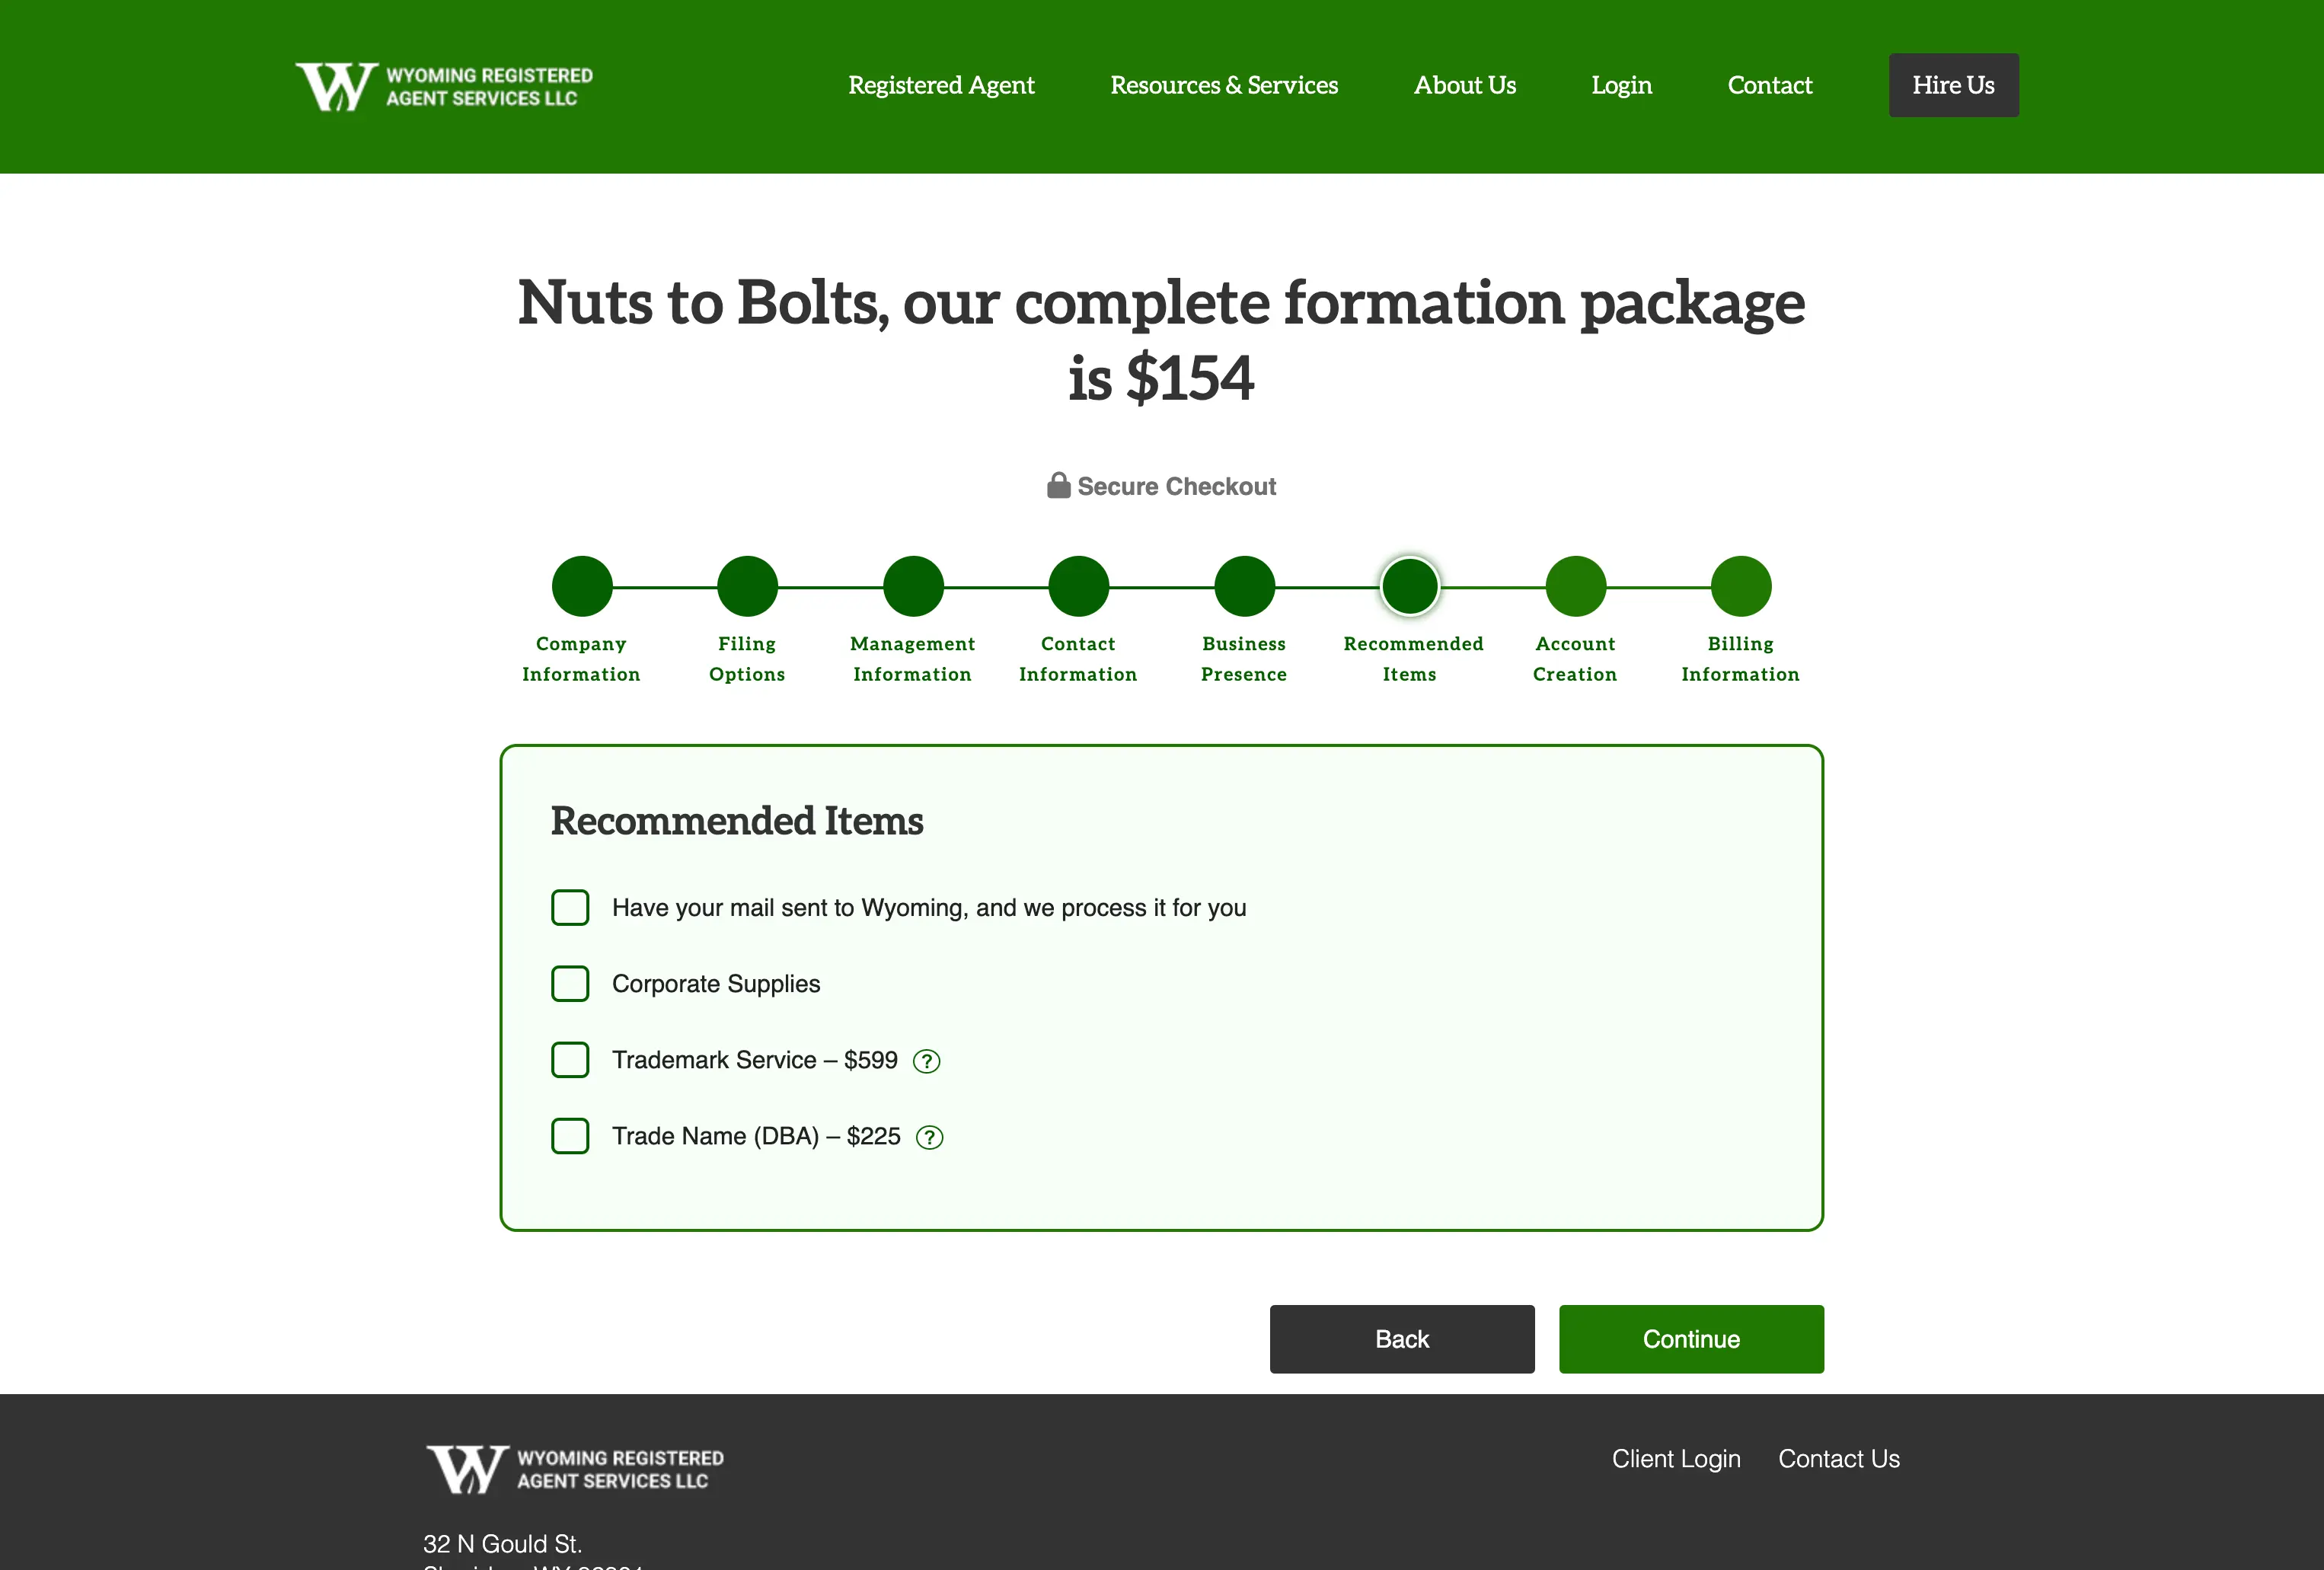 WYOMING REGISTERED
AGENT SERVICES LLC
Registered Agent
Resources & Services
About Us
Login
Contact
Hire Us
Nuts to Bolts, our complete formation package
is $154
Secure Checkout
Company
Information
Filing
Options
Management
Information
Contact
Information
Business
Presence
Recommended
Items
Account
Creation
Billing
Information
Recommended Items
Have your mail sent to Wyoming, and we process it for you
Corporate Supplies
Trademark Service – $599 ?
Trade Name (DBA) – $225 ?
Back
Continue
WYOMING REGISTERED
AGENT SERVICES LLC
Client Login
Contact Us
32 N Gould St.